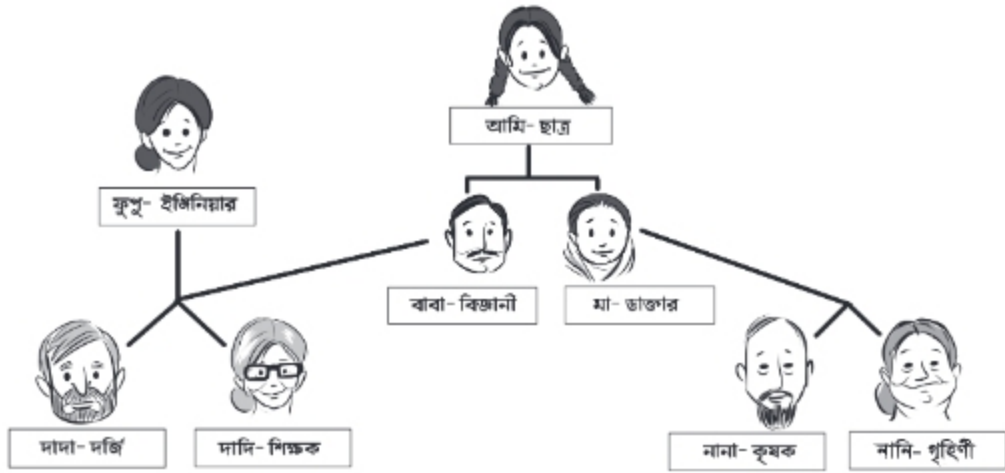 আমি- ছাত্র
ফুপু- ইঞ্জিনিয়ার
বাবা- বিজ্ঞানী
মা- ডাক্তার
দাদা- দর্জি
দাদি- শিক্ষক
নানা- কৃষক
নানি- গৃহিণী